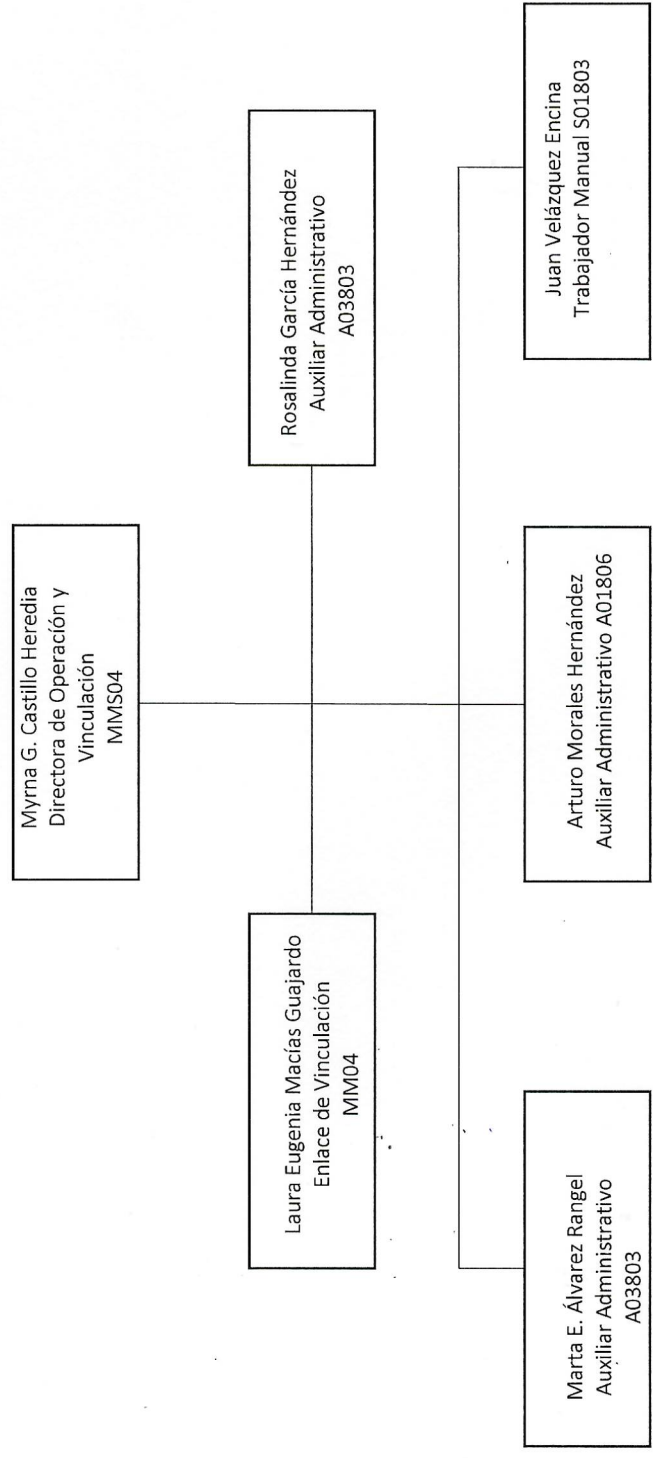 Myrna G. Castillo Heredia
Directora de Operación y
Vinculación
MMS04
Laura Eugenia Macías Guajardo
Enlace de Vinculación
MM04
Rosalinda García Hernández
Auxiliar Administrativo
A03803
Marta E. Álvarez Rangel
Auxiliar Administrativo
A03803
Arturo Morales Hernández
Auxiliar Administrativo A01806
Juan Velázquez Encina
Trabajador Manual S01803